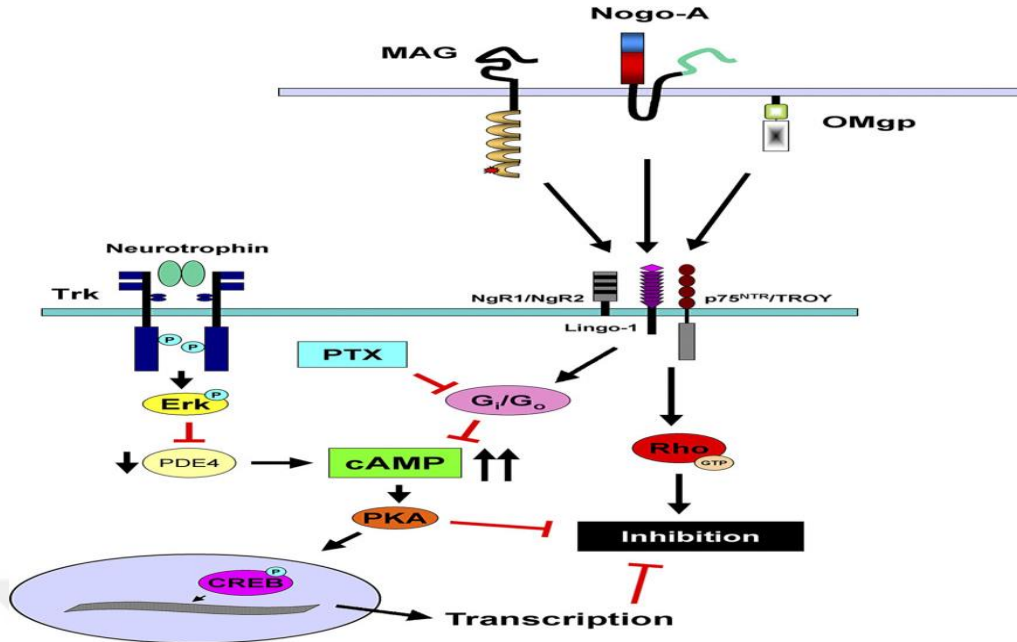 Nogo-A
MAG
OMgp
Neurotrophin
Trk
NgR1/NgR2
p75NTR/TROY
Lingo-1
P
P
PTX
Gi/Go
Erk
P
PDE4
cAMP
Rho
GTP
PKA
Inhibition
CREB
P
Transcription